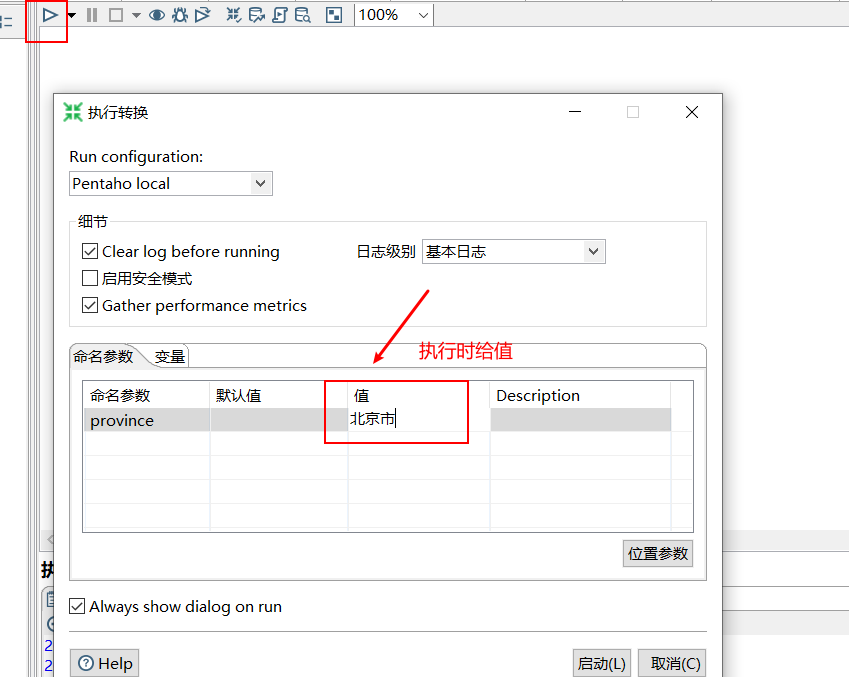 100%
执行转换
Run configuration:
Pentaho local
细节
Clear log before running
日志级别 基本日志
启用安全模式
Gather performance metrics
执行时给值
命名参数 变量
命名参数 默认值 值 Description
province 北京市
位置参数
Always show dialog on run
Help 启动(L) 取消(C)